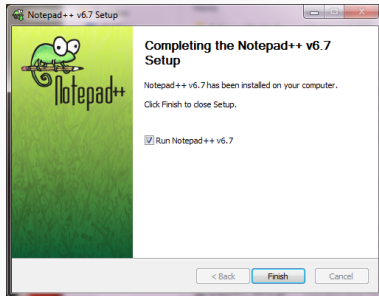 Notepad++ v6.7 Setup
Notepad++
Completing the Notepad++ v6.7
Setup
Notepad++ v6.7 has been installed on your computer.
Click Finish to close Setup.
Run Notepad++ v6.7
< Back
Finish
Cancel